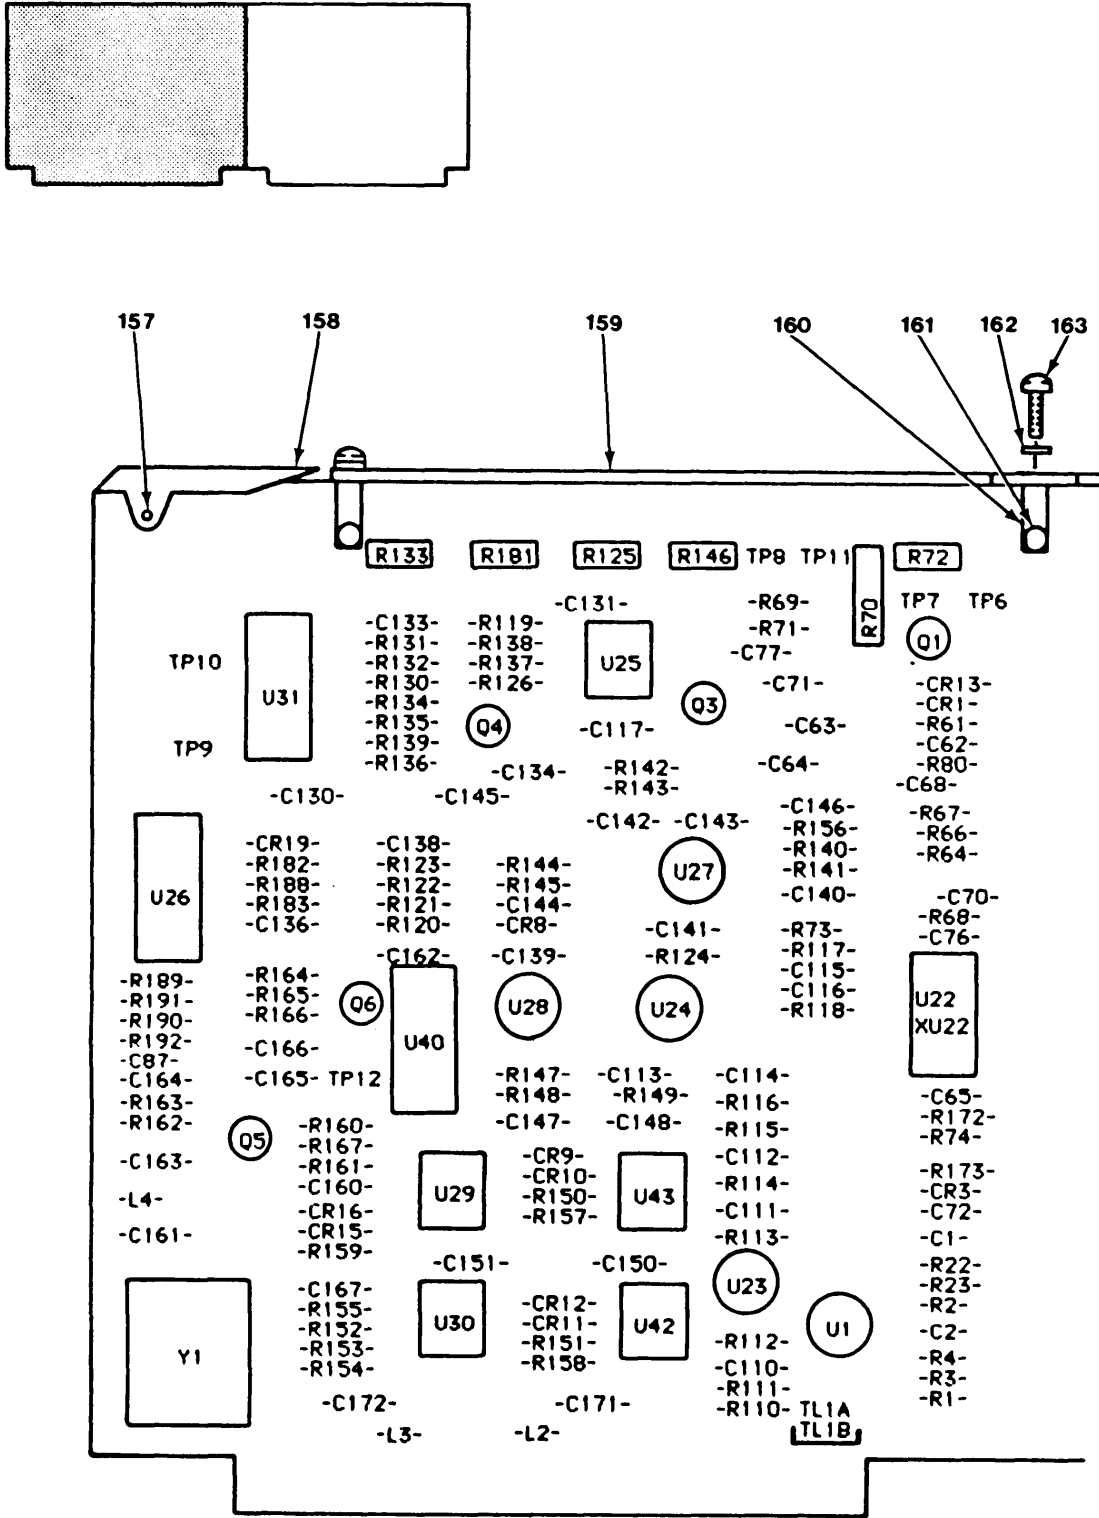 157 158 159 160 161 162 163
R133 R181 R125 R146 TP8 TP11 R72
R70
-C131- -R69- TP7 TP6
-C133- -R119- -R71- Q1
-R131- -R138-
-C77-
TP10 -R132- -R137- U25
-R130- -R126- -C71- -CR13-
U31 -R134- Q3 -CR1-
-R135- Q4 -C117- -C63- -R61-
TP9 -R139- -C62-
-R136- -C134- -R142- -C64- -R80-
-R143- -C68-
-C130- -C145- -C146- -R67-
-C142- -C143- -R156- -R66-
-CR19- -C138- -R140- -R64-
-R182- -R123- -R144- U27 -R141-
-R188- -R122- -R145-
U26 -R183- -R121- -C144- -C140- -C70-
-C136- -R120- -CR8- -C141- -R73- -R68-
-C76-
-C162- -C139- -R124- -R117-
-R189- -R164- -C115-
-R191- -R165- Q6 U28 U24 -C116- U22
-R190- -R166- -R118- XU22
-R192- -C166- U40
-C87-
-C164- -C165- TP12 -R147- -C113- -C114-
-R163- -R148- -R149- -R116- -C65-
-R162- -R160- -C147- -C148- -R115- -R172-
Q5 -R167- -R74-
-C163- -R161- -CR9- -C112-
-C160- -CR10- -R114- -R173-
-L4- U29 -R150- U43 -CR3-
-CR16- -R157- -C111- -C72-
-C161- -CR15- -R113- -C1-
-R159- -C151- -C150- -R22-
-C167- U23 -R23-
-R155- -CR12- -R2-
-R152- U30 -CR11- U42 U1 -C2-
Y1 -R153- -R151- -R112-
-R154- -R158- -C110- -R4-
-R111- -R3-
-C172- -C171- -R110- TL1A -R1-
-L3- -L2- TL1B